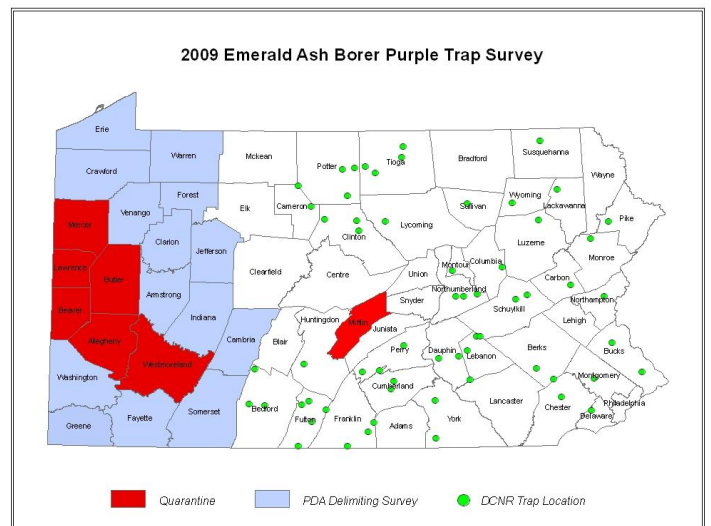 2009 Emerald Ash Borer Purple Trap Survey
Erie
Crawford
Warren
Mckean
Potter
Tioga
Bradford
Susquehanna
Wayne
Forest
Venango
Elk
Cameron
Sullivan
Wyoming
Lackawanna
Pike
Mercer
Clarion
Jefferson
Clinton
Lycoming
Luzerne
Monroe
Lawrence
Butler
Clearfield
Centre
Union
Montour
Columbia
Carbon
Armstrong
Northumberland
Northampton
Beaver
Indiana
Snyder
Schuylkill
Mifflin
Huntingdon
Juniata
Lehigh
Allegheny
Cambria
Blair
Perry
Dauphin
Lebanon
Berks
Bucks
Westmoreland
Washington
Cumberland
Montgomery
Somerset
Bedford
Fulton
Franklin
Adams
York
Lancaster
Chester
Philadelphia
Delaware
Fayette
Greene
Quarantine
PDA Delimiting Survey
DCNR Trap Location